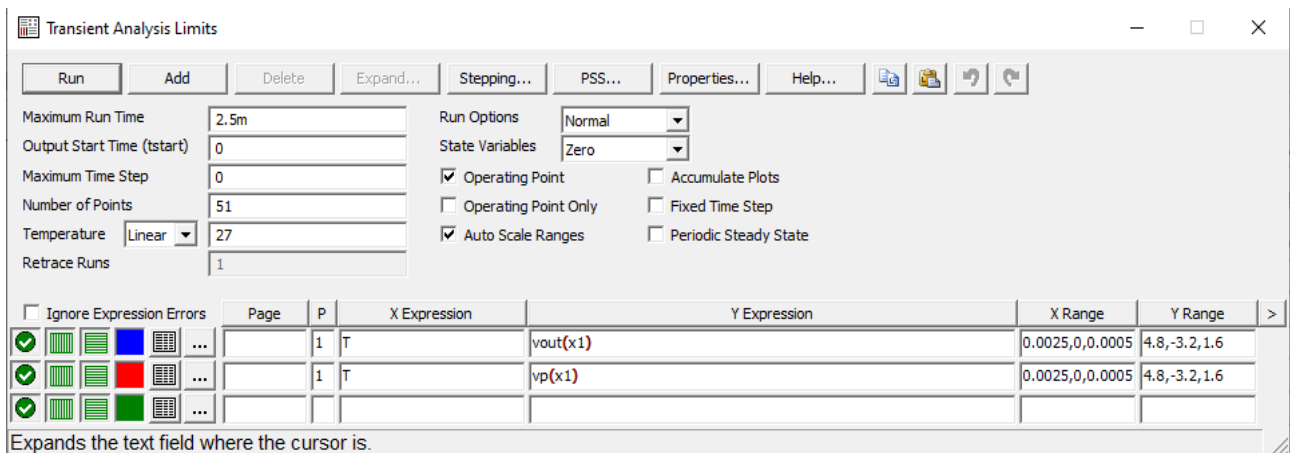 Transient Analysis Limits
Run Add Delete Expand... Stepping... PSS... Properties... Help...
Maximum Run Time 2.5m Run Options Normal
Output Start Time (tstart) 0 State Variables Zero
Maximum Time Step 0 Operating Point Accumulate Plots
Number of Points 51 Operating Point Only Fixed Time Step
Temperature Linear 27 Auto Scale Ranges Periodic Steady State
Retrace Runs 1
Ignore Expression Errors Page P X Expression Y Expression X Range Y Range >
... 1 T vout(x1) 0.0025,0,0.0005 4.8,-3.2,1.6
... 1 T vp(x1) 0.0025,0,0.0005 4.8,-3.2,1.6
...
Expands the text field where the cursor is.